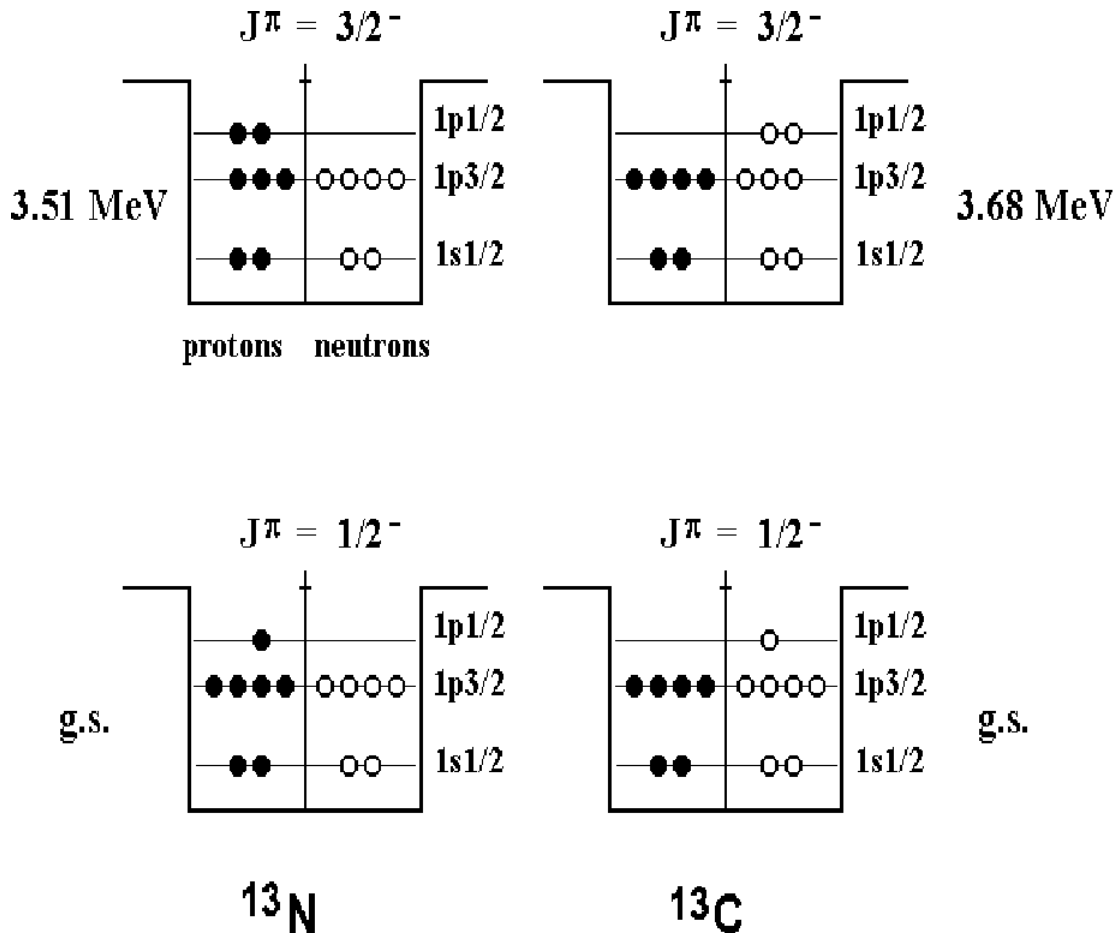 Jπ = 3/2⁻ Jπ = 3/2⁻
1p1/2 1p1/2
1p3/2 1p3/2
3.51 MeV 3.68 MeV
1s1/2 1s1/2
protons neutrons
Jπ = 1/2⁻ Jπ = 1/2⁻
1p1/2 1p1/2
1p3/2 1p3/2
g.s. g.s.
1s1/2 1s1/2
¹³N ¹³C